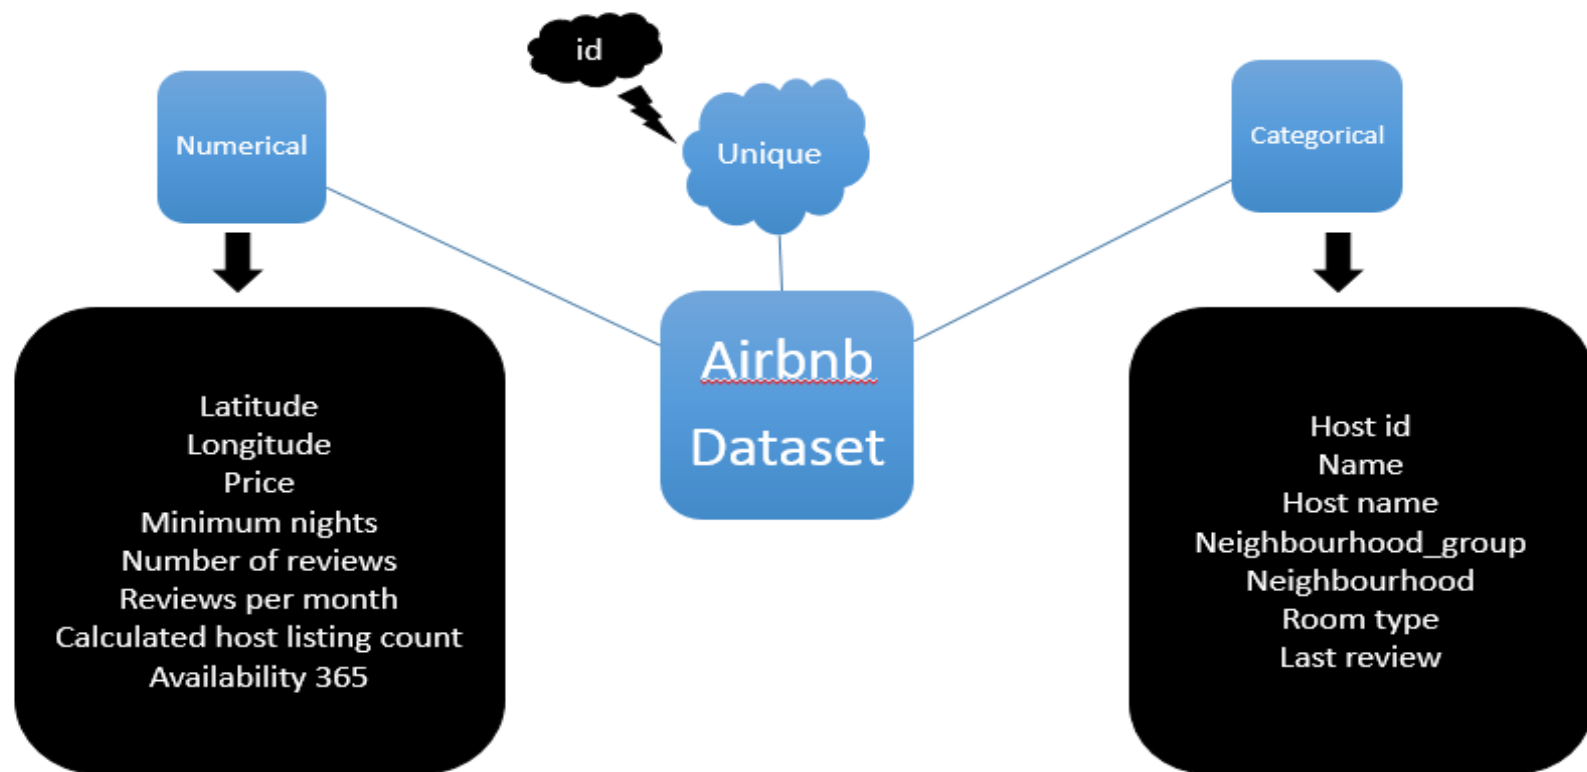 id
Numerical
Unique
Categorical
Airbnb
Dataset
Latitude
Longitude
Price
Minimum nights
Number of reviews
Reviews per month
Calculated host listing count
Availability 365
Host id
Name
Host name
Neighbourhood_group
Neighbourhood
Room type
Last review